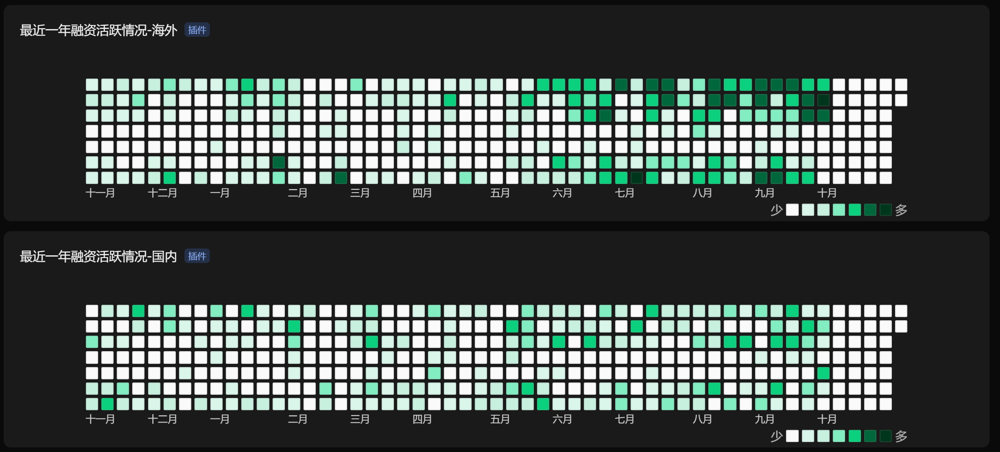 最近一年融资活跃情况-海外 插件
十一月 十二月 一月 二月 三月 四月 五月 六月 七月 八月 九月 十月
少 多
最近一年融资活跃情况-国内 插件
十一月 十二月 一月 二月 三月 四月 五月 六月 七月 八月 九月 十月
少 多